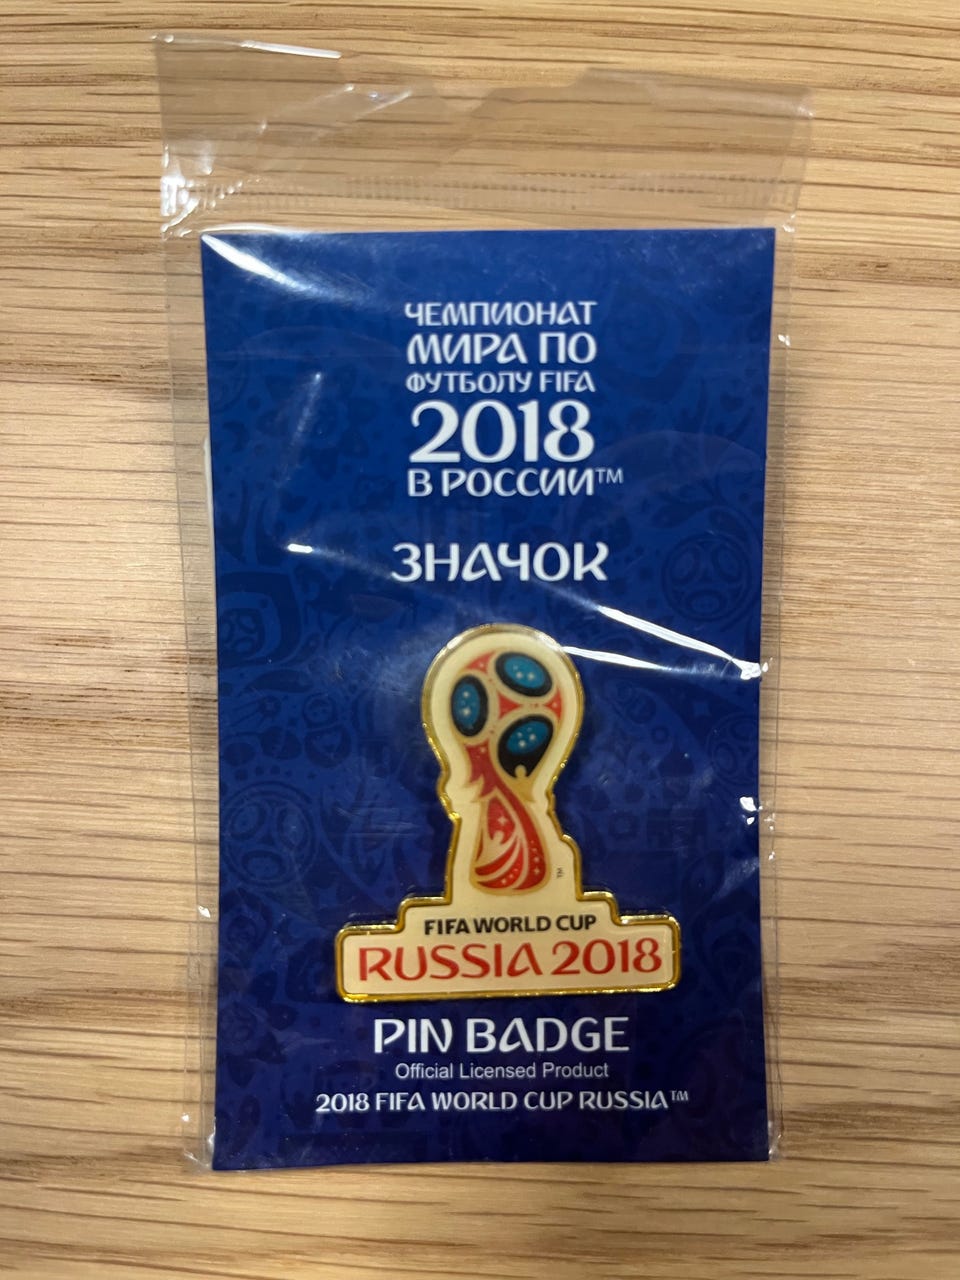 ЧЕМПИОНАТ
МИРА ПО
ФУТБОЛУ FIFA
2018
В РОССИИ™
ЗНАЧОК
TM
FIFA WORLD CUP
RUSSIA 2018
PIN BADGE
Official Licensed Product
2018 FIFA WORLD CUP RUSSIA™